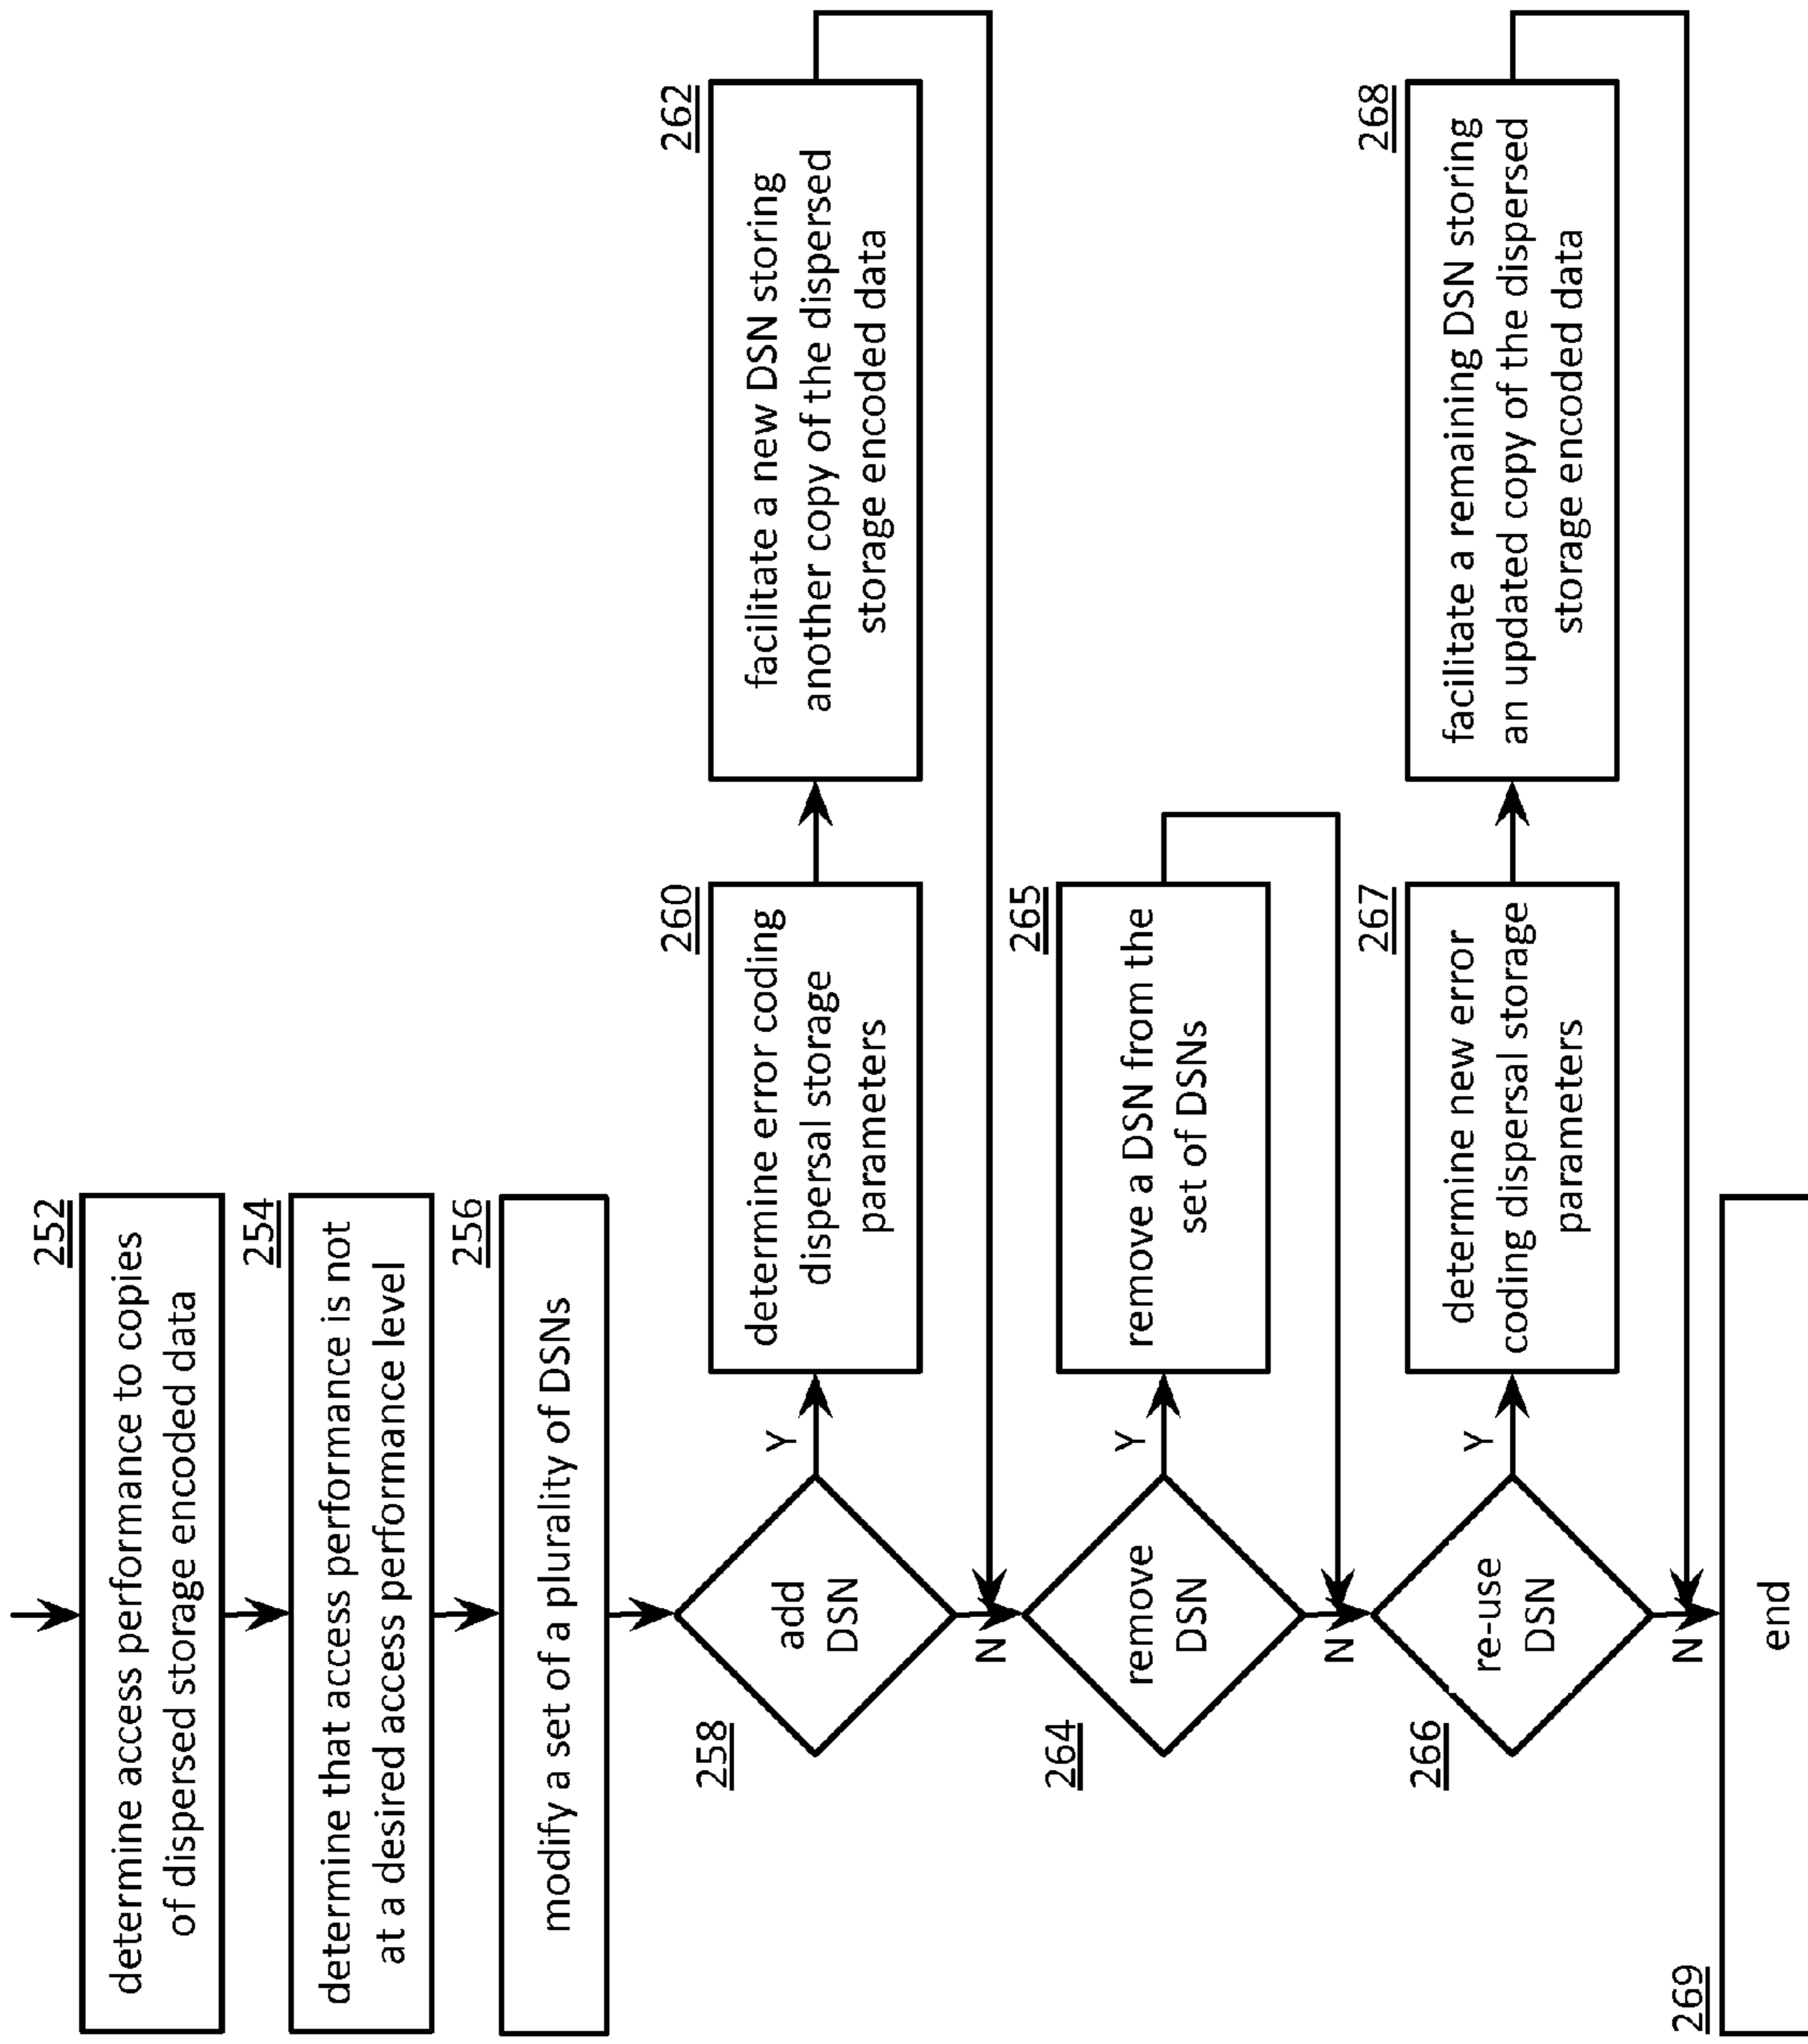 252
determine access performance to copies
of dispersed storage encoded data
254
determine that access performance is not
at a desired access performance level
256
modify a set of a plurality of DSNs
258
add
DSN
Y
N
260
determine error coding
dispersal storage
parameters
262
facilitate a new DSN storing
another copy of the dispersed
storage encoded data
264
remove
DSN
Y
N
265
remove a DSN from the
set of DSNs
266
re-use
DSN
Y
N
267
determine new error
coding dispersal storage
parameters
268
facilitate a remaining DSN storing
an updated copy of the dispersed
storage encoded data
269
end